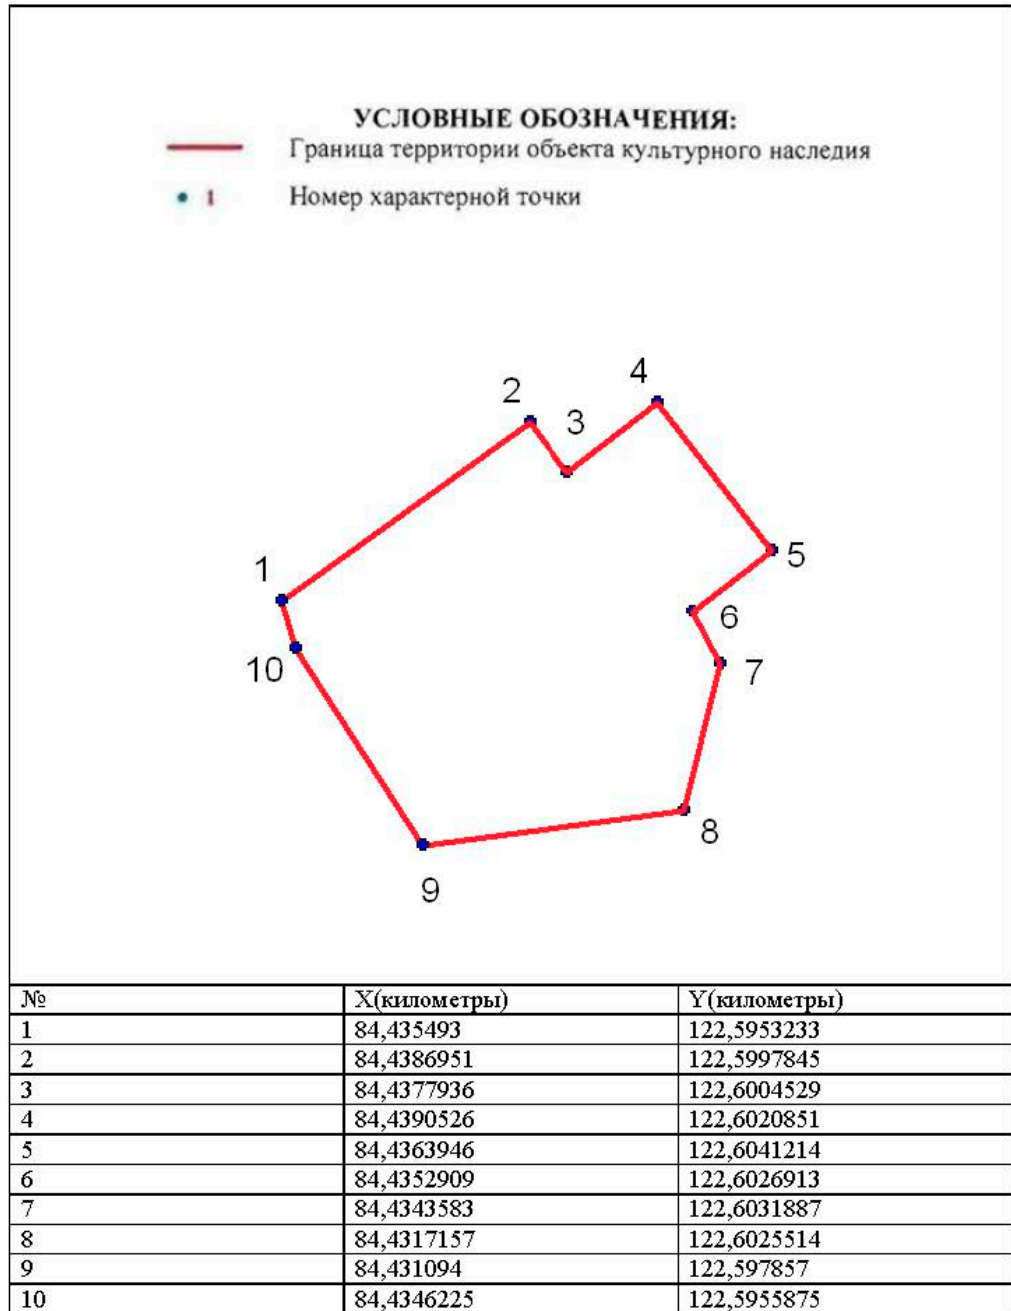 УСЛОВНЫЕ ОБОЗНАЧЕНИЯ:
Граница территории объекта культурного наследия
1 Номер характерной точки
4
2
3
5
1
6
10
7
8
9
№ X(километры) Y(километры)
1 84,435493 122,5953233
2 84,4386951 122,5997845
3 84,4377936 122,6004529
4 84,4390526 122,6020851
5 84,4363946 122,6041214
6 84,4352909 122,6026913
7 84,4343583 122,6031887
8 84,4317157 122,6025514
9 84,431094 122,597857
10 84,4346225 122,5955875